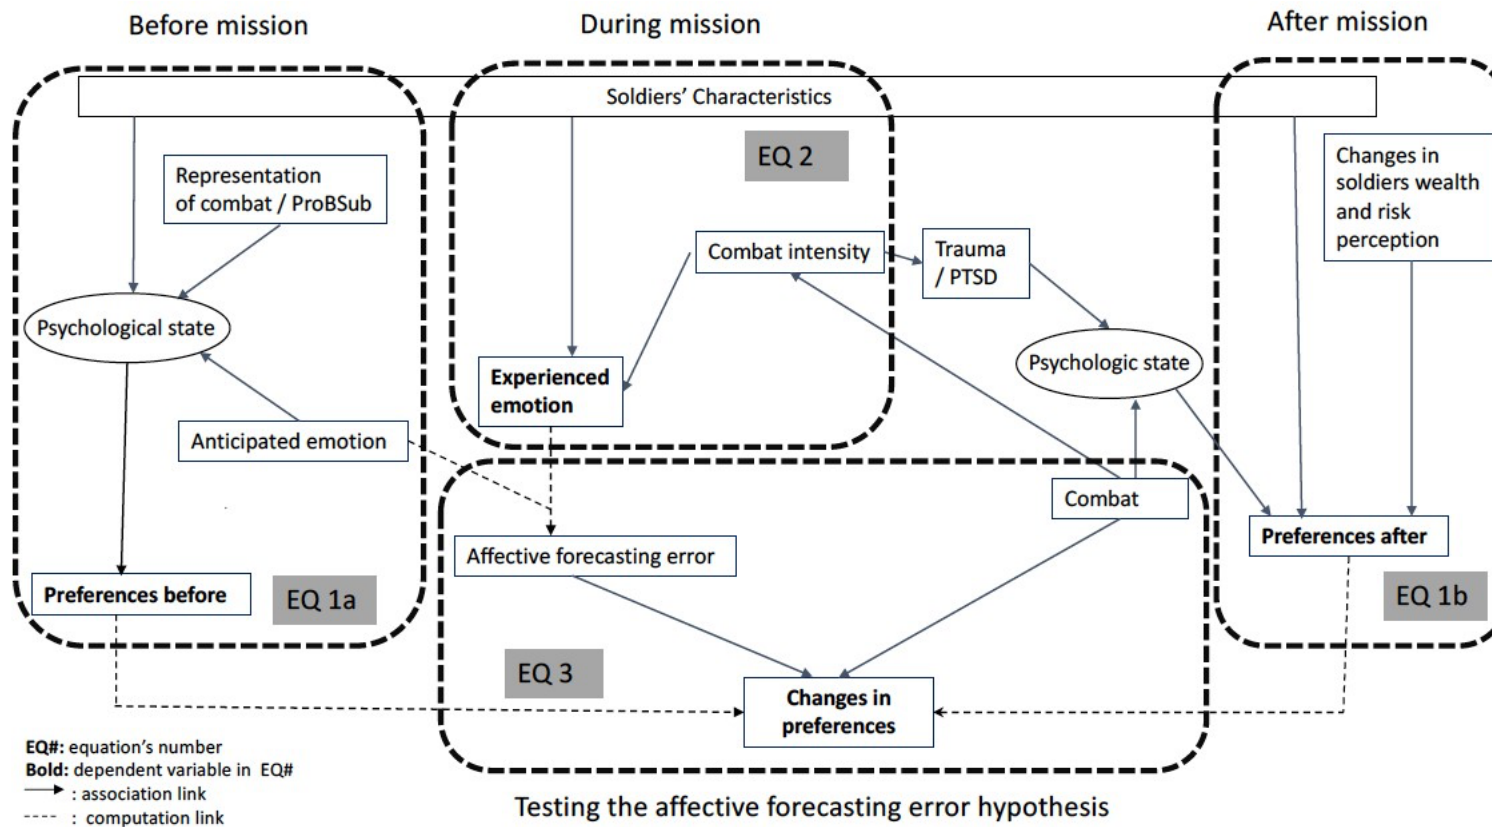 Before mission
During mission
After mission
Soldiers' Characteristics
EQ 2
Representation
of combat / ProBSub
Changes in
soldiers wealth
and risk
perception
Combat intensity
Trauma
/ PTSD
Psychological state
Psychologic state
Experienced
emotion
Anticipated emotion
Combat
Preferences after
Affective forecasting error
Preferences before
EQ 1a
EQ 1b
EQ 3
Changes in
preferences
EQ#: equation's number
Bold: dependent variable in EQ#
: association link
: computation link
Testing the affective forecasting error hypothesis